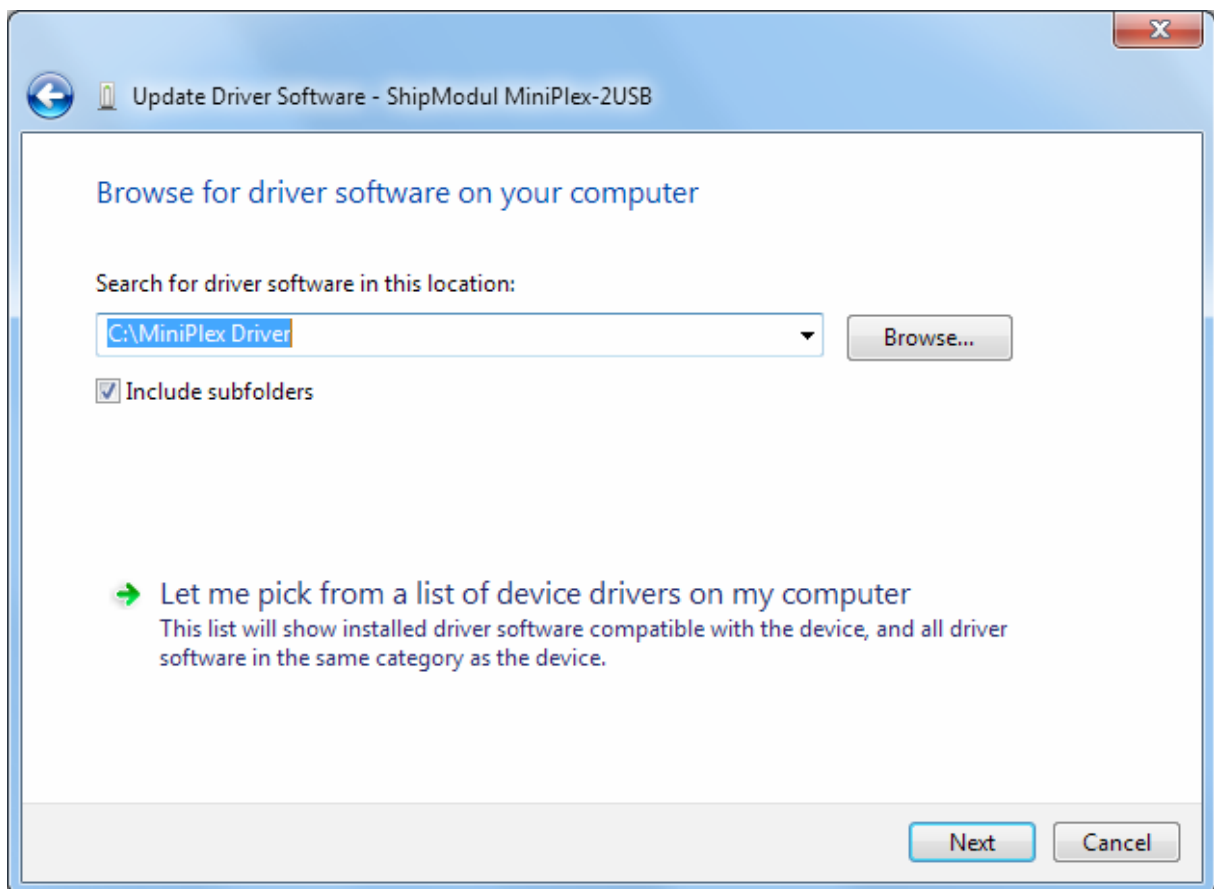 Update Driver Software - ShipModul MiniPlex-2USB
Browse for driver software on your computer
Search for driver software in this location:
C:\MiniPlex Driver
Browse...
Include subfolders
Let me pick from a list of device drivers on my computer
This list will show installed driver software compatible with the device, and all driver
software in the same category as the device.
Next
Cancel